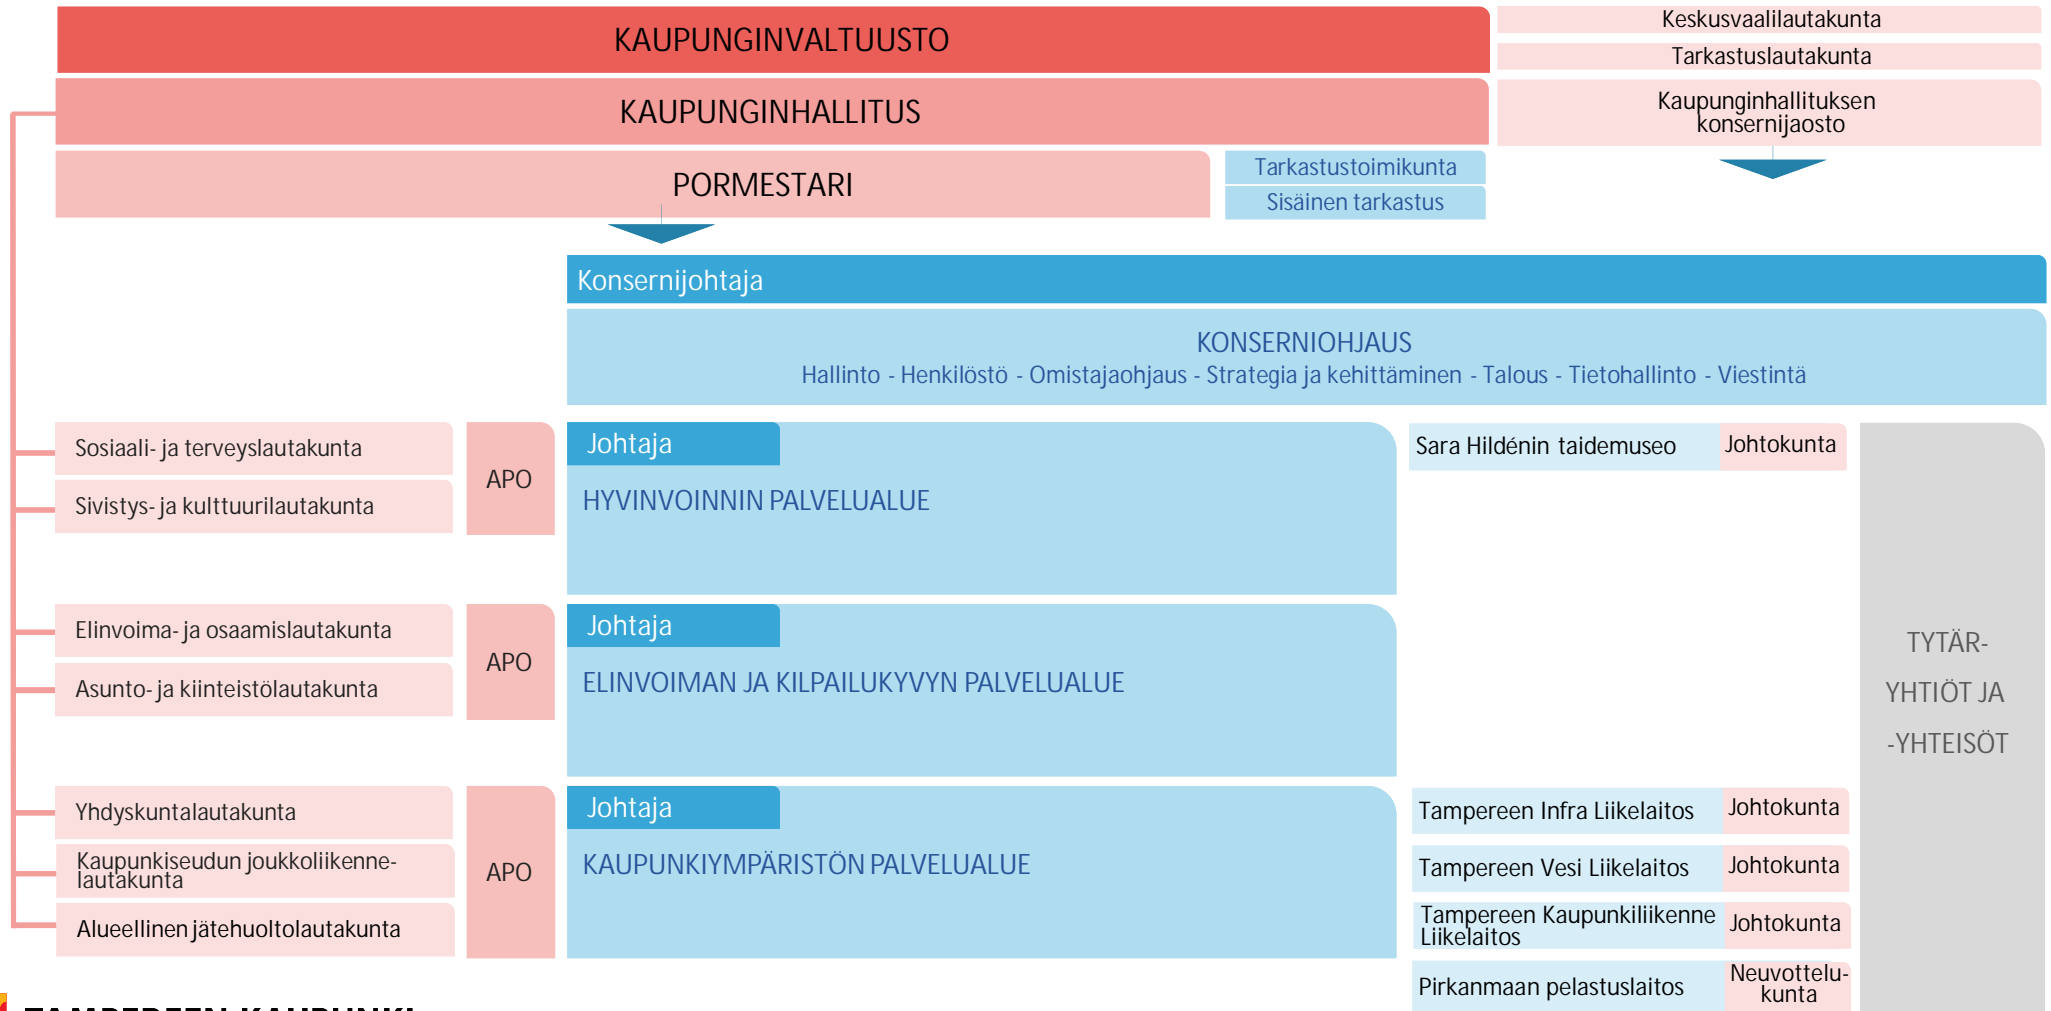 KAUPUNGINVALTUUSTO
Keskusvaalilautakunta
Tarkastuslautakunta
KAUPUNGINHALLITUS
Kaupunginhallituksen
konsernijaosto
PORMESTARI
Tarkastustoimikunta
Sisäinen tarkastus
Konsernijohtaja
KONSERNIOHJAUS
Hallinto - Henkilöstö - Omistajaohjaus - Strategia ja kehittäminen - Talous - Tietohallinto - Viestintä
Sosiaali- ja terveyslautakunta
Sivistys- ja kulttuurilautakunta
APO
Johtaja
HYVINVOINNIN PALVELUALUE
Sara Hildénin taidemuseo
Johtokunta
Elinvoima- ja osaamislautakunta
Asunto- ja kiinteistölautakunta
APO
Johtaja
ELINVOIMAN JA KILPAILUKYVYN PALVELUALUE
TYTÄR-
YHTIÖT JA
-YHTEISÖT
Yhdyskuntalautakunta
Kaupunkiseudun joukkoliikenne-
lautakunta
Alueellinen jätehuoltolautakunta
APO
Johtaja
KAUPUNKIYMPÄRISTÖN PALVELUALUE
Tampereen Infra Liikelaitos
Johtokunta
Tampereen Vesi Liikelaitos
Johtokunta
Tampereen Kaupunkiliikenne
Liikelaitos
Johtokunta
Pirkanmaan pelastuslaitos
Neuvottelu-
kunta
TAMPEREEN KAUPUNKI